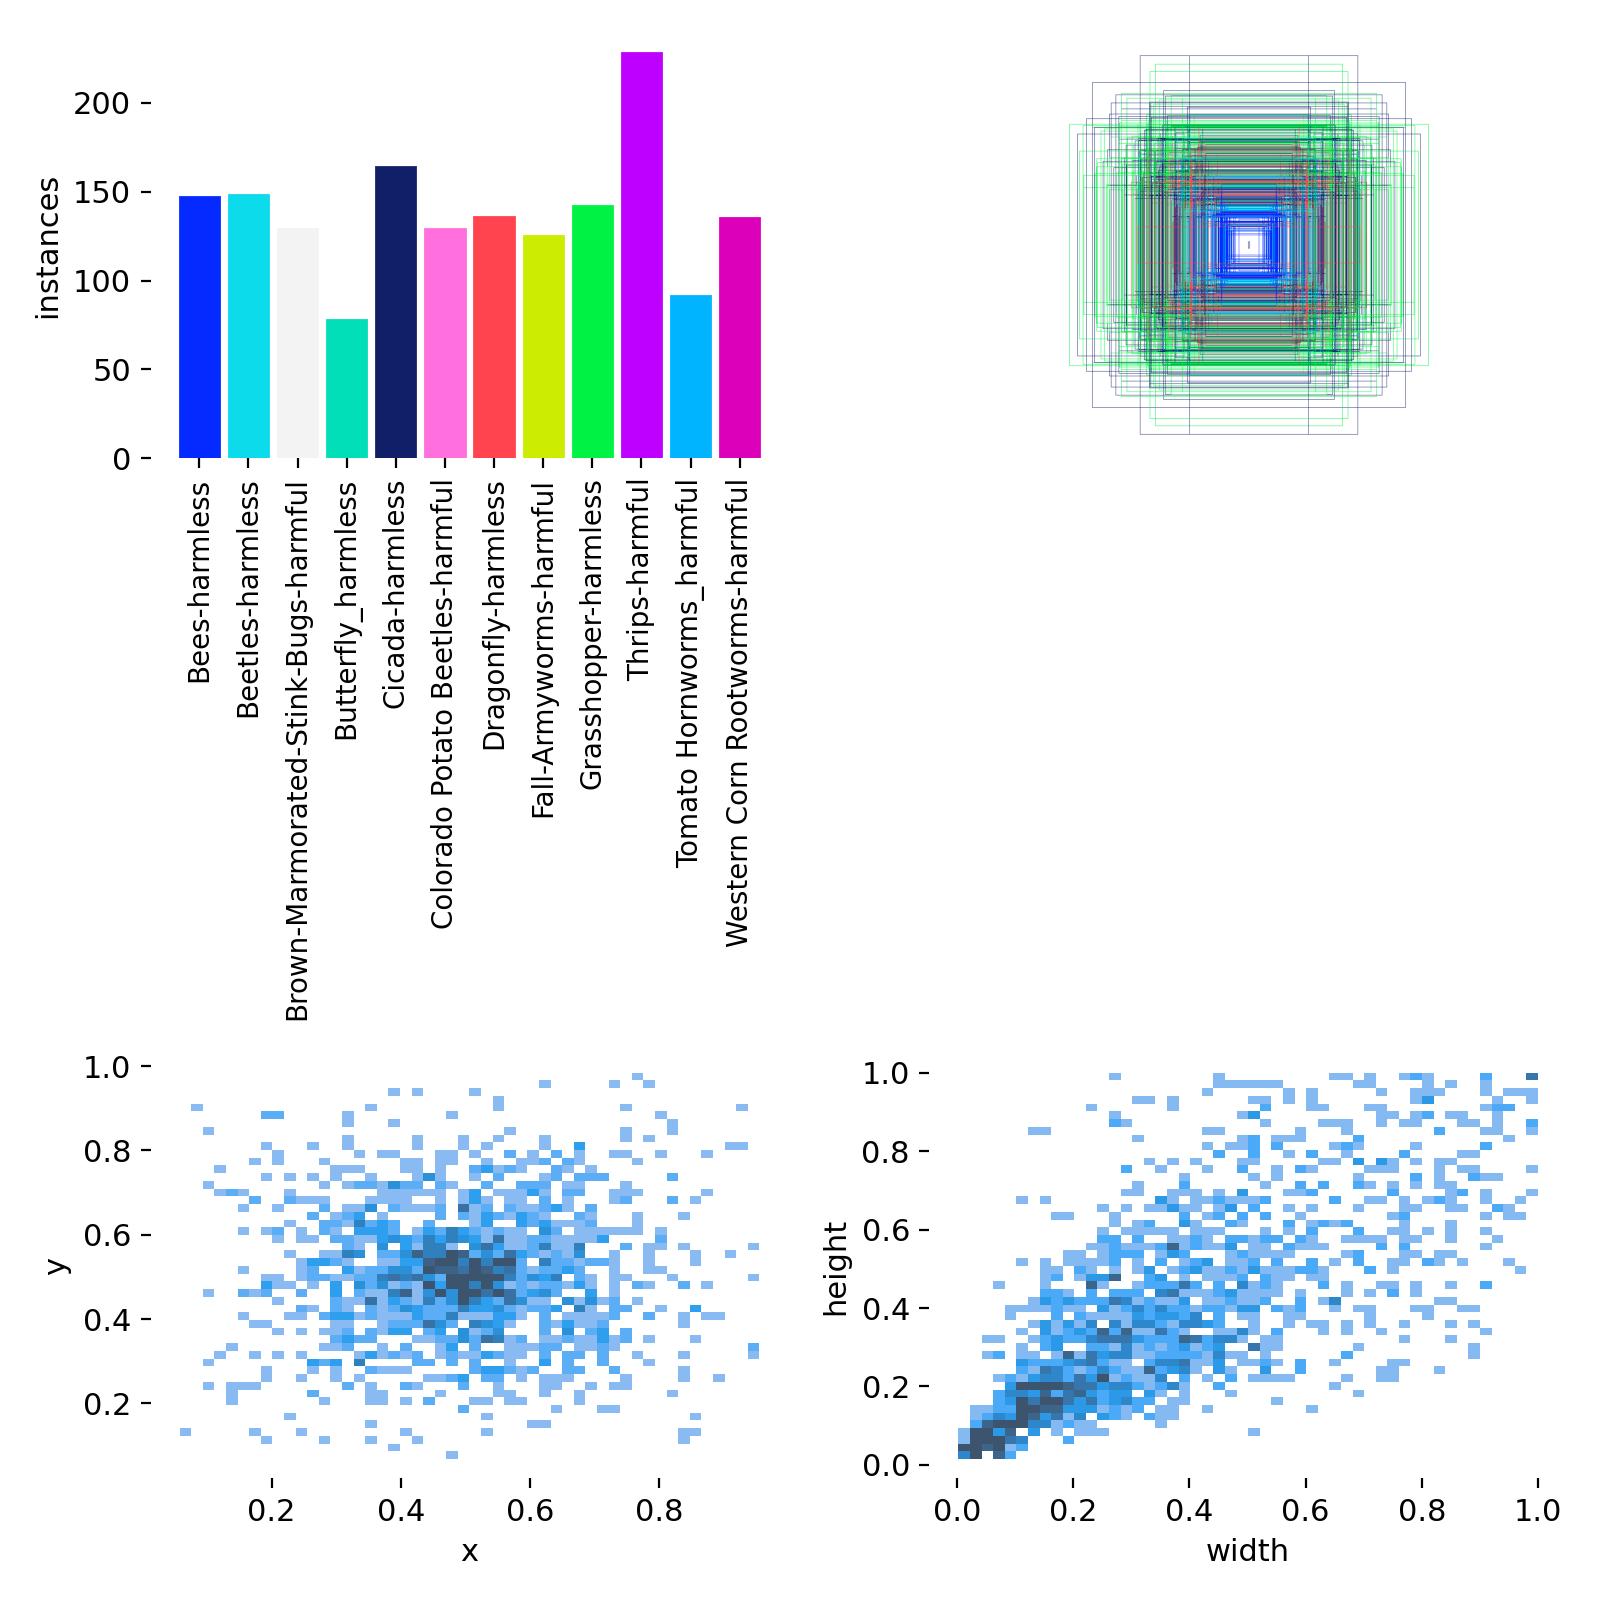 200
150
100
50
0
instances
Bees-harmless
Beetles-harmless
Brown-Marmorated-Stink-Bugs-harmful
Butterfly_harmless
Cicada-harmless
Colorado Potato Beetles-harmful
Dragonfly-harmless
Fall-Armyworms-harmful
Grasshopper-harmless
Thrips-harmful
Tomato Hornworms_harmful
Western Corn Rootworms-harmful
1.0
0.8
0.6
0.4
0.2
y
0.2 0.4 0.6 0.8
x
1.0
0.8
0.6
0.4
0.2
0.0
height
0.0 0.2 0.4 0.6 0.8 1.0
width